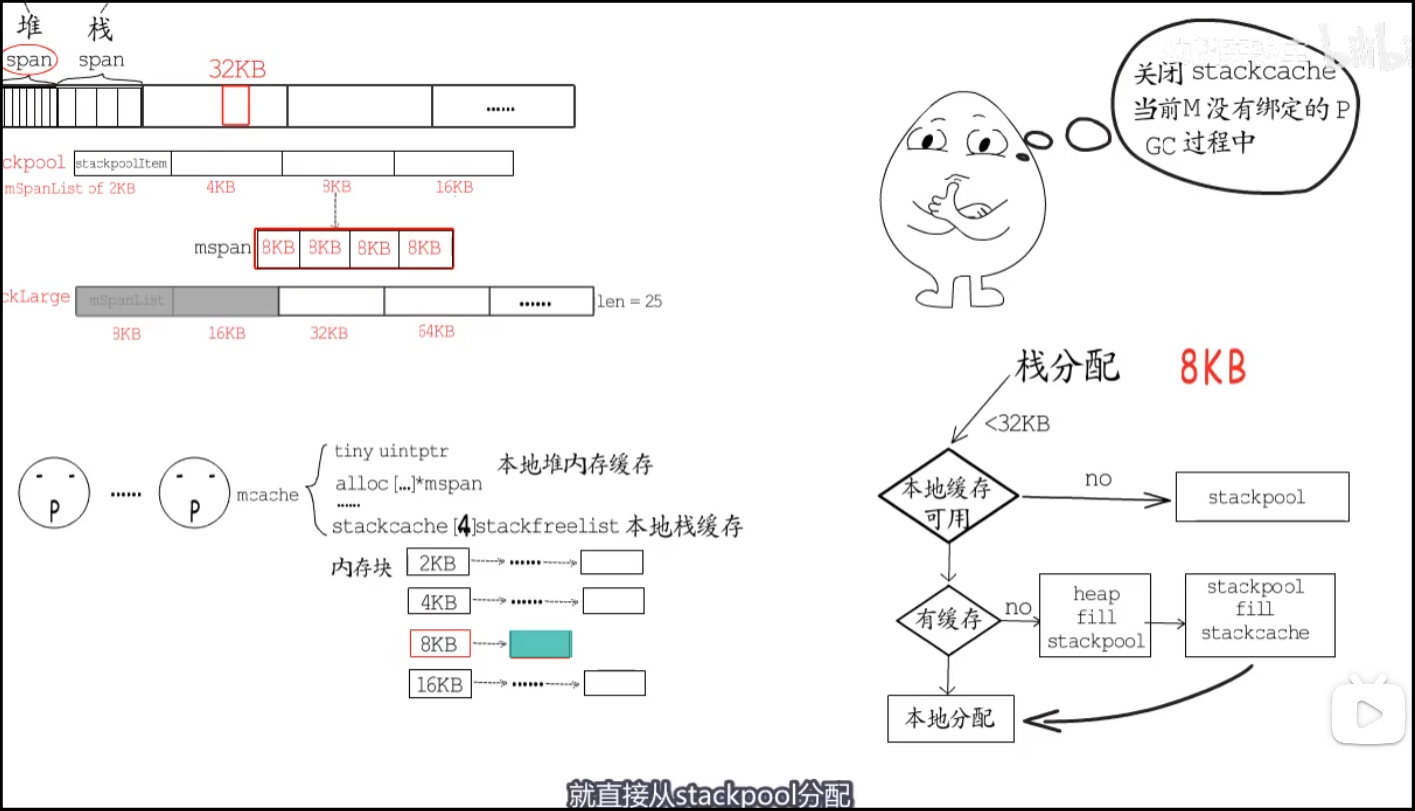 堆 栈
span span
32KB
......
ckpool stackpoolItem
mSpanList of 2KB 4KB 8KB 16KB
mspan 8KB 8KB 8KB 8KB
ckLarge mSpanList ...... len = 25
8KB 16KB 32KB 64KB
关闭 stackcache
当前M 没有绑定的 P
GC 过程中
栈分配 8KB
<32KB
本地缓存
可用
no
stackpool
有缓存
no
heap
fill
stackpool
stackpool
fill
stackcache
本地分配
P ...... P
mcache
tiny uintptr
alloc […]*mspan
......
stackcache [4]stackfreelist 本地栈缓存
本地堆内存缓存
内存块
2KB ......
4KB ......
8KB
16KB ......
就直接从stackpool分配